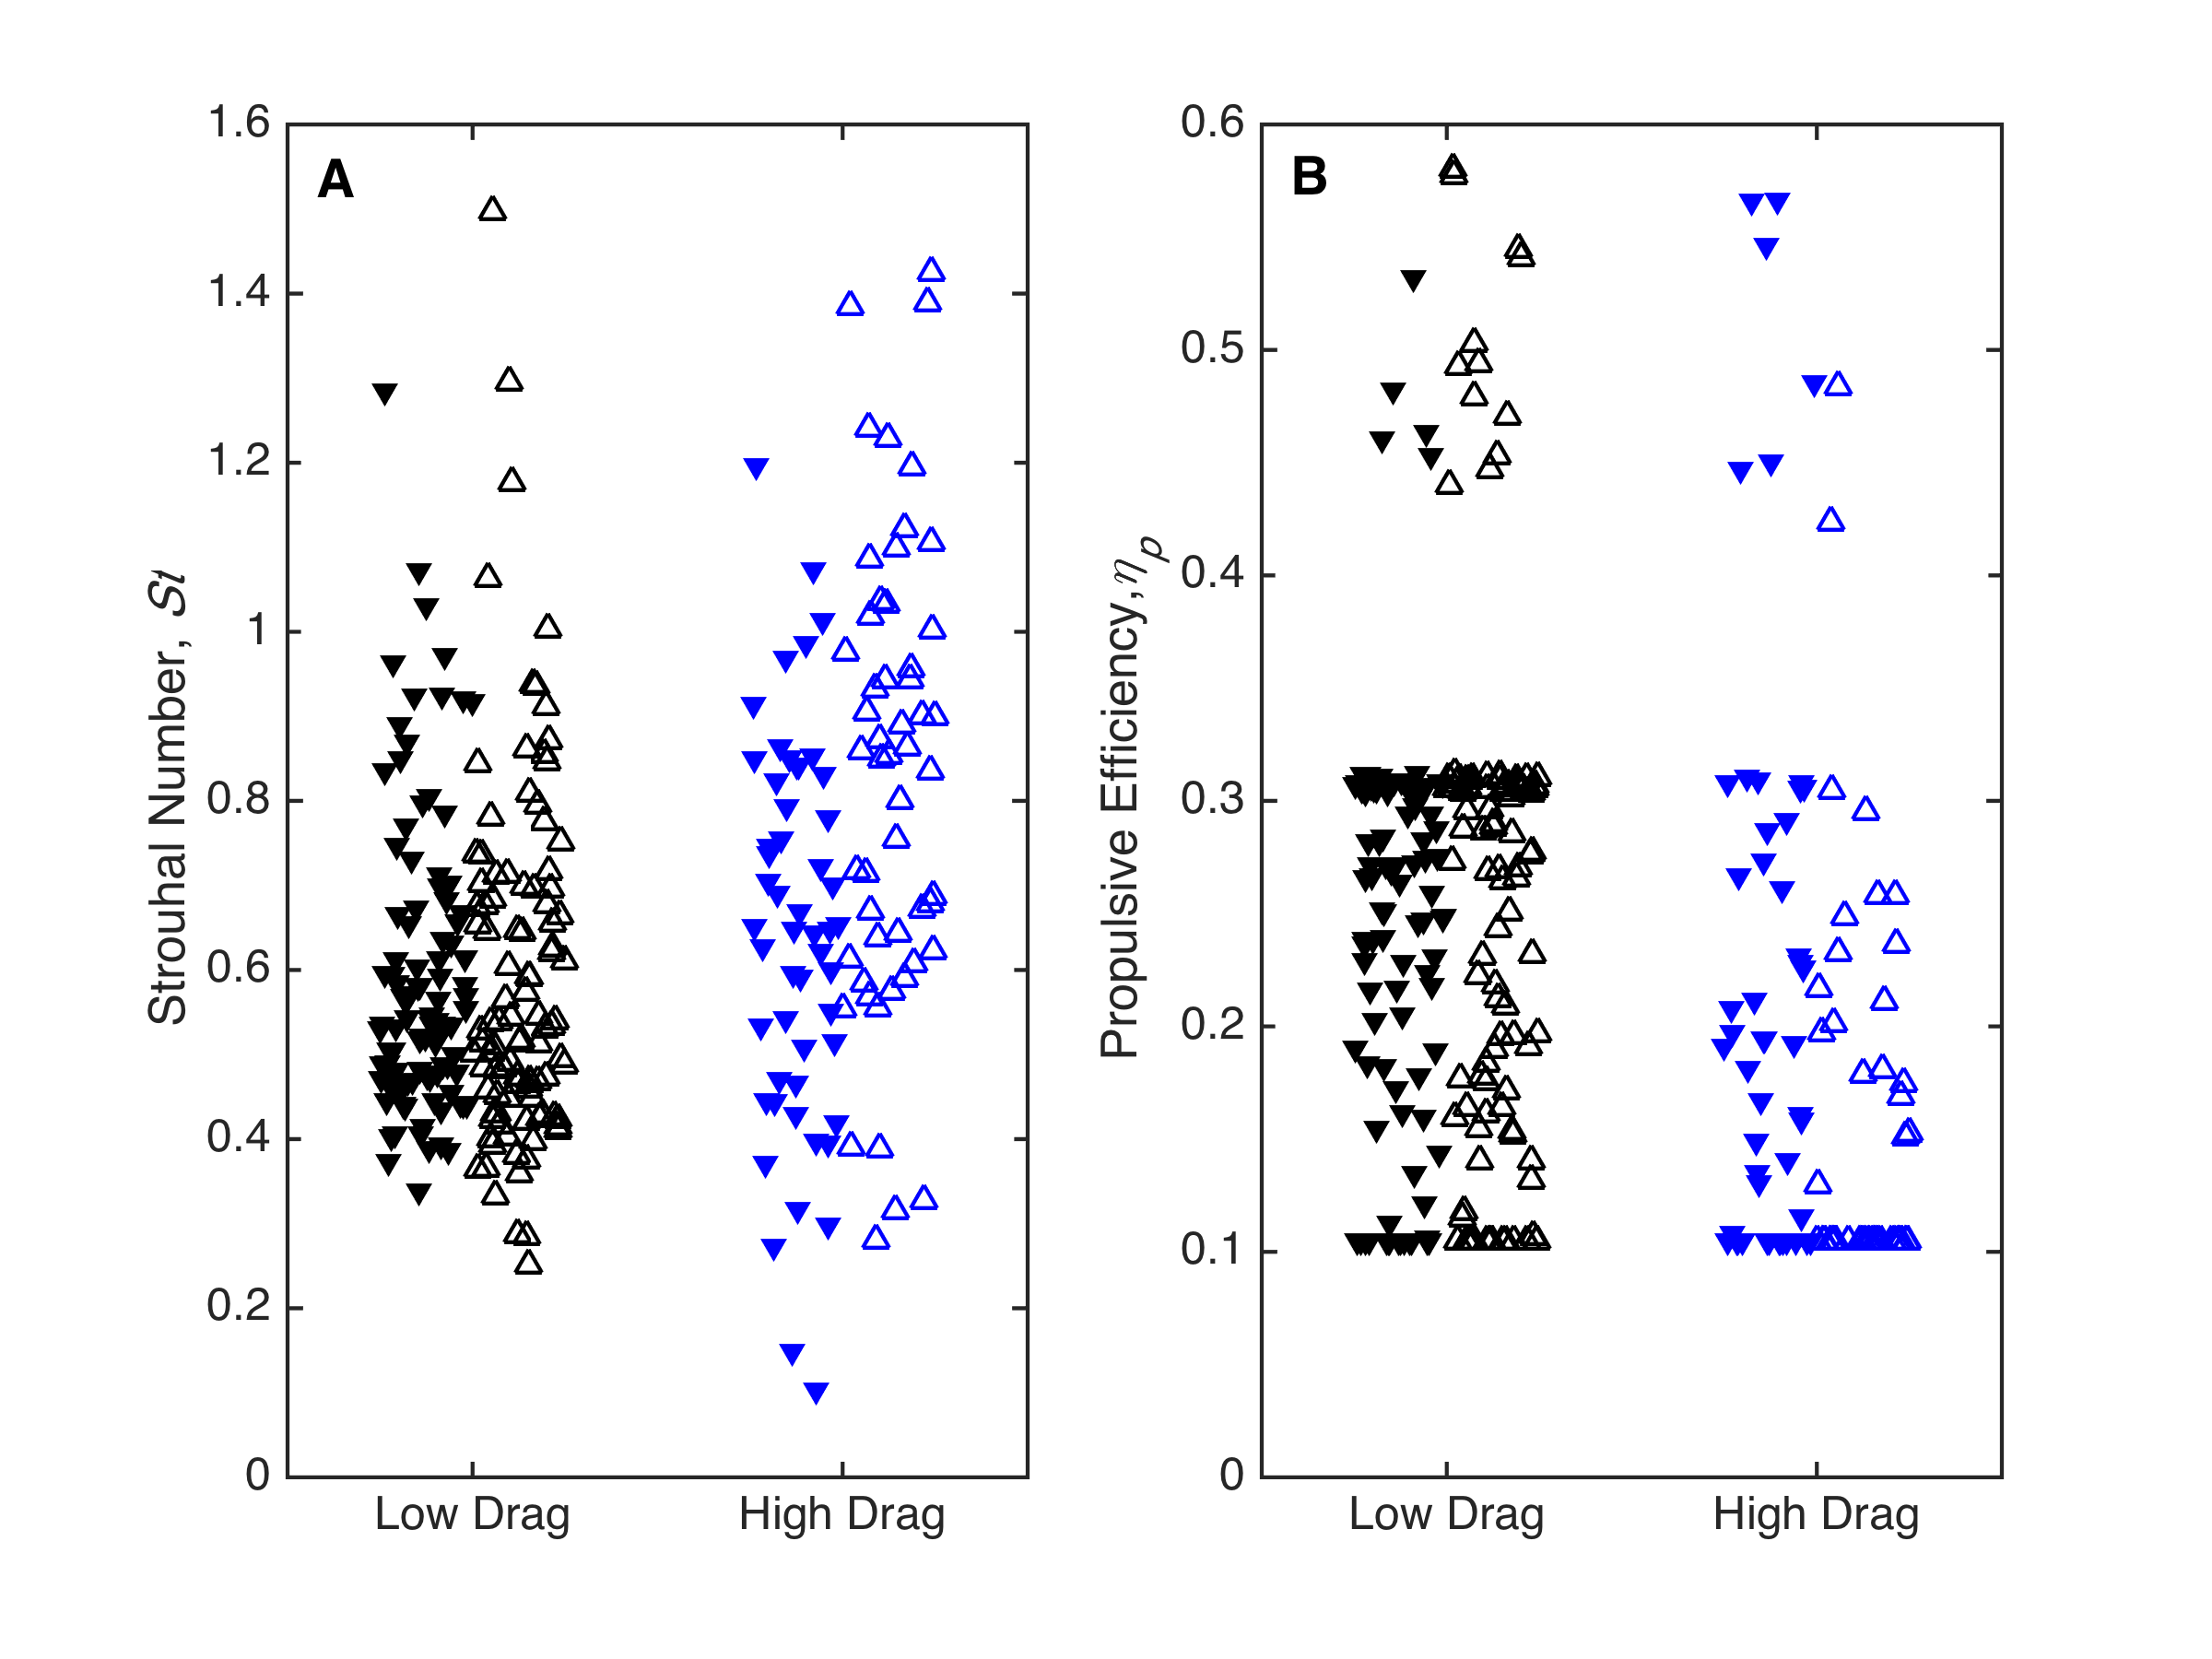 A
1.6
1.4
1.2
1
0.8
0.6
0.4
0.2
0
Strouhal Number, St
Low Drag
High Drag
B
0.6
0.5
0.4
0.3
0.2
0.1
0
Propulsive Efficiency, ηp
Low Drag
High Drag